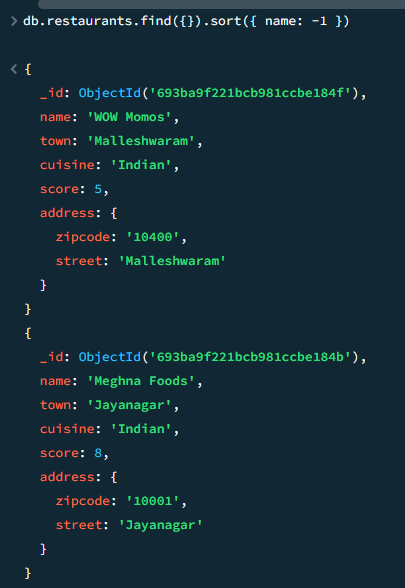 > db.restaurants.find({}).sort({ name: -1 })
< {
_id: ObjectId('693ba9f221bcb981ccbe184f'),
name: 'WOW Momos',
town: 'Malleshwaram',
cuisine: 'Indian',
score: 5,
address: {
zipcode: '10400',
street: 'Malleshwaram'
}
}
{
_id: ObjectId('693ba9f221bcb981ccbe184b'),
name: 'Meghna Foods',
town: 'Jayanagar',
cuisine: 'Indian',
score: 8,
address: {
zipcode: '10001',
street: 'Jayanagar'
}
}